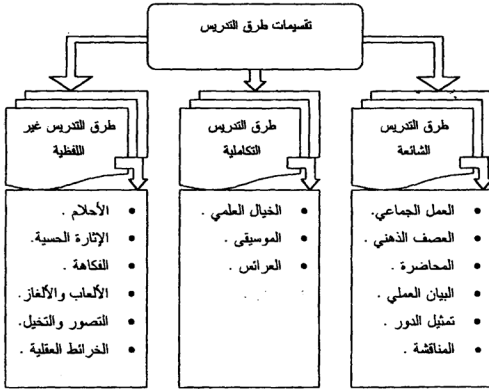 تقسيمات طرق التدريس
طرق التدريس
الشائعة
طرق التدريس
التكاملية
طرق التدريس غير
اللفظية
• العمل الجماعي.
• العصف الذهني .
• المحاضرة .
• البيان العملي .
• تمثيل الدور .
• المناقشة .
• الخيال العلمي .
• الموسيقى .
• العرائس .
• الأحلام .
• الإثارة الحسية.
• الفكاهة .
• الألعاب والألغاز .
• التصور والتخيل.
• الخرائط العقلية .